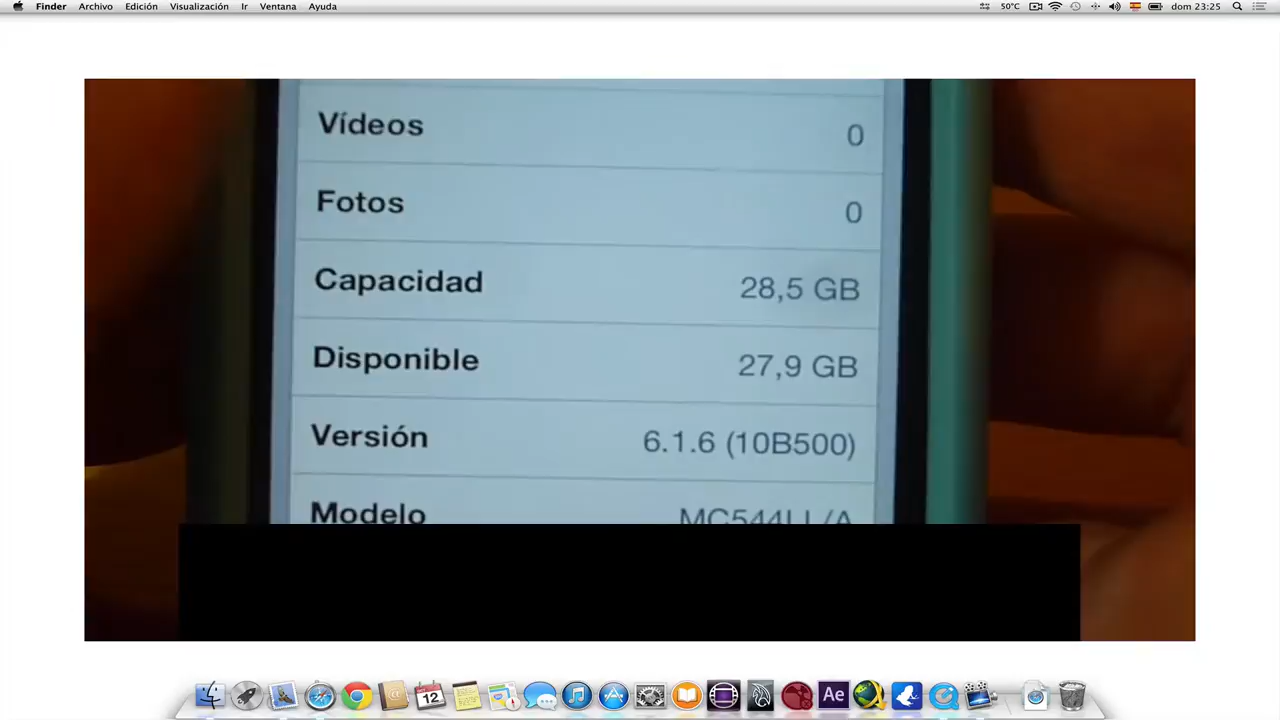 Finder Archivo Edición Visualización Ir Ventana Ayuda 50°C dom 23:25
Vídeos 0
Fotos 0
Capacidad 28,5 GB
Disponible 27,9 GB
Versión 6.1.6 (10B500)
Modelo MC544LL/A
12
Ae